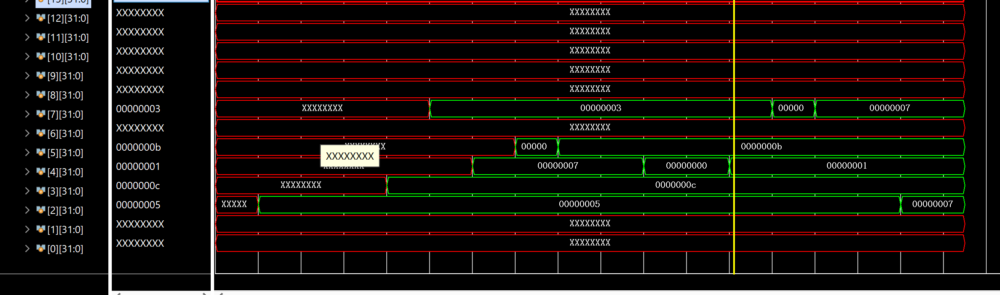 [13][31:0]
[12][31:0] XXXXXXXX XXXXXXXX
[11][31:0] XXXXXXXX XXXXXXXX
[10][31:0] XXXXXXXX XXXXXXXX
[9][31:0] XXXXXXXX XXXXXXXX
[8][31:0] XXXXXXXX XXXXXXXX
[7][31:0] 00000003 XXXXXXXX 00000003 00000 00000007
[6][31:0] XXXXXXXX XXXXXXXX
[5][31:0] 0000000b XXXXXXXX 00000 0000000b
XXXXXXXX
[4][31:0] 00000001 XXXXXXXX 00000007 00000000 00000001
[3][31:0] 0000000c XXXXXXXX 0000000c
[2][31:0] 00000005 XXXXX 00000005 00000007
[1][31:0] XXXXXXXX XXXXXXXX
[0][31:0] XXXXXXXX XXXXXXXX